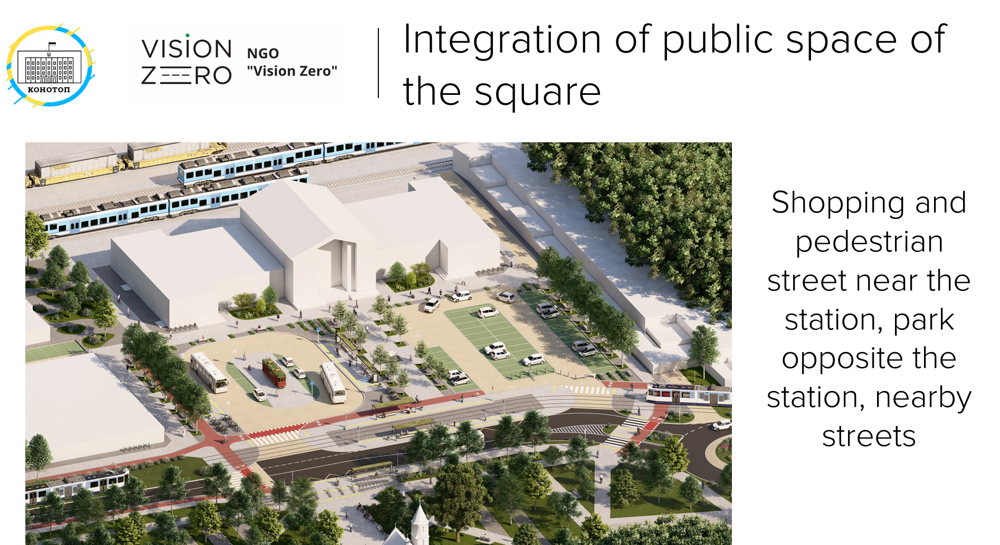 КОНОТОП
VISION
ZERO
NGO
"Vision Zero"
Integration of public space of
the square
Shopping and
pedestrian
street near the
station, park
opposite the
station, nearby
streets